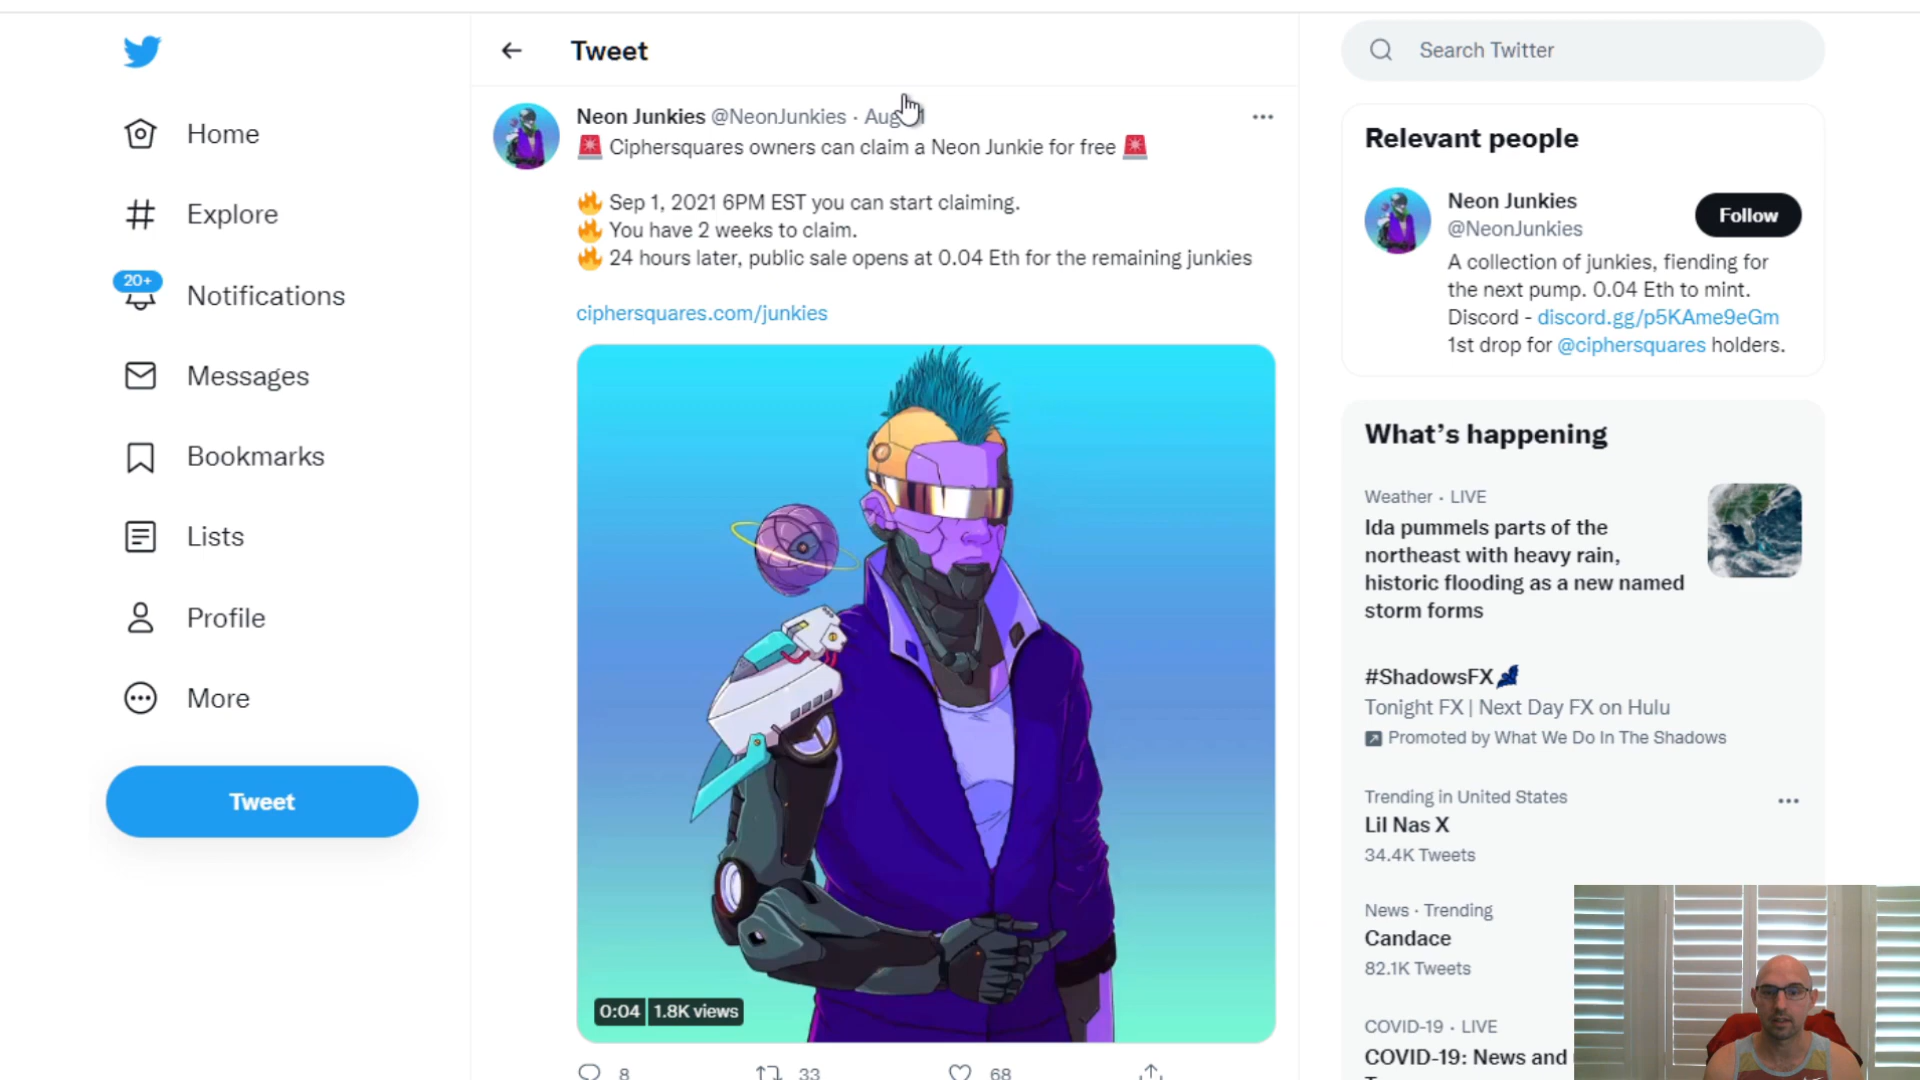 Home
Explore
20+
Notifications
Messages
Bookmarks
Lists
Profile
More
Tweet
Tweet
Neon Junkies @NeonJunkies · Aug
Ciphersquares owners can claim a Neon Junkie for free
Sep 1, 2021 6PM EST you can start claiming.
You have 2 weeks to claim.
24 hours later, public sale opens at 0.04 Eth for the remaining junkies
ciphersquares.com/junkies
0:04 1.8K views
8 33 68
Search Twitter
Relevant people
Neon Junkies
@NeonJunkies
Follow
A collection of junkies, fiending for
the next pump. 0.04 Eth to mint.
Discord - discord.gg/p5KAme9eGm
1st drop for @ciphersquares holders.
What's happening
Weather · LIVE
Ida pummels parts of the
northeast with heavy rain,
historic flooding as a new named
storm forms
#ShadowsFX
Tonight FX | Next Day FX on Hulu
Promoted by What We Do In The Shadows
Trending in United States
Lil Nas X
34.4K Tweets
News · Trending
Candace
82.1K Tweets
COVID-19 · LIVE
COVID-19: News and